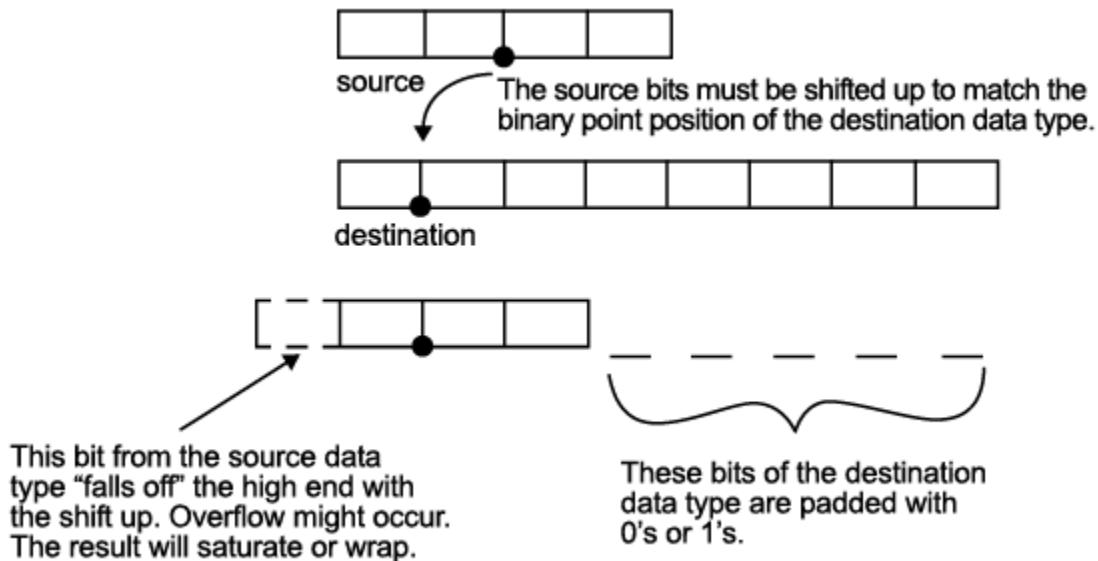 source
The source bits must be shifted up to match the
binary point position of the destination data type.
destination
This bit from the source data
type “falls off” the high end with
the shift up. Overflow might occur.
The result will saturate or wrap.
These bits of the destination
data type are padded with
0's or 1's.